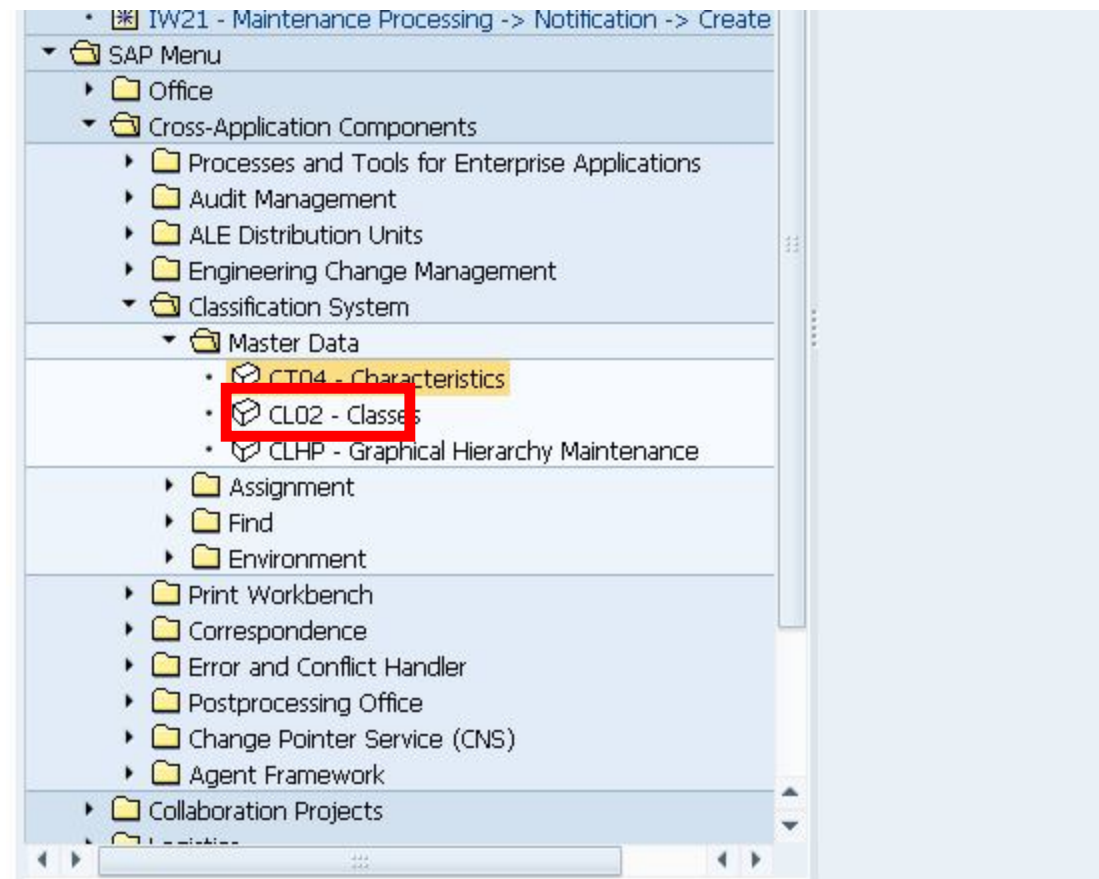 IW21 - Maintenance Processing -> Notification -> Create
SAP Menu
Office
Cross-Application Components
Processes and Tools for Enterprise Applications
Audit Management
ALE Distribution Units
Engineering Change Management
Classification System
Master Data
CT04 - Characteristics
CL02 - Classes
CLHP - Graphical Hierarchy Maintenance
Assignment
Find
Environment
Print Workbench
Correspondence
Error and Conflict Handler
Postprocessing Office
Change Pointer Service (CNS)
Agent Framework
Collaboration Projects
Logistics